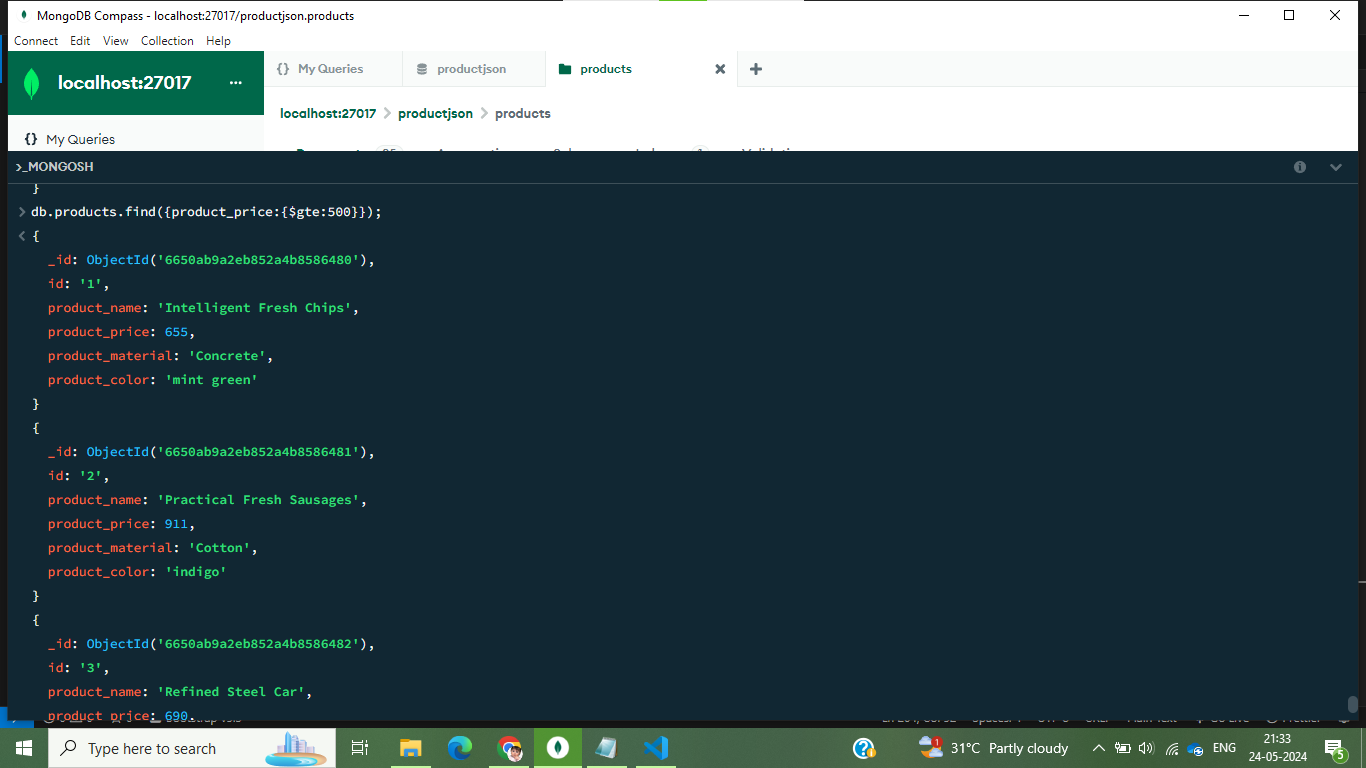 MongoDB Compass - localhost:27017/productjson.products
Connect Edit View Collection Help
localhost:27017 ...
{} My Queries
productjson
products
localhost:27017 > productjson > products
{} My Queries
>_MONGOSH
}
> db.products.find({product_price:{$gte:500}});
< {
_id: ObjectId('6650ab9a2eb852a4b8586480'),
id: '1',
product_name: 'Intelligent Fresh Chips',
product_price: 655,
product_material: 'Concrete',
product_color: 'mint green'
}
{
_id: ObjectId('6650ab9a2eb852a4b8586481'),
id: '2',
product_name: 'Practical Fresh Sausages',
product_price: 911,
product_material: 'Cotton',
product_color: 'indigo'
}
{
_id: ObjectId('6650ab9a2eb852a4b8586482'),
id: '3',
product_name: 'Refined Steel Car',
product_price: 690,
Type here to search
1
31°C Partly cloudy
ENG
21:33
24-05-2024
5